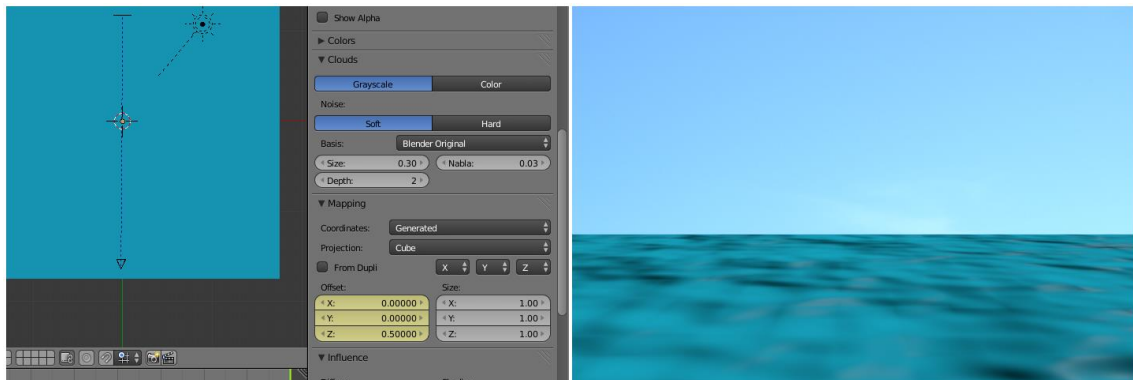 Show Alpha
Colors
Clouds
Grayscale Color
Noise:
Soft Hard
Basis: Blender Original
Size: 0.30 Nabla: 0.03
Depth: 2
Mapping
Coordinates: Generated
Projection: Cube
From Dupli X Y Z
Offset: Size:
X: 0.00000 X: 1.00
Y: 0.00000 Y: 1.00
Z: 0.50000 Z: 1.00
Influence